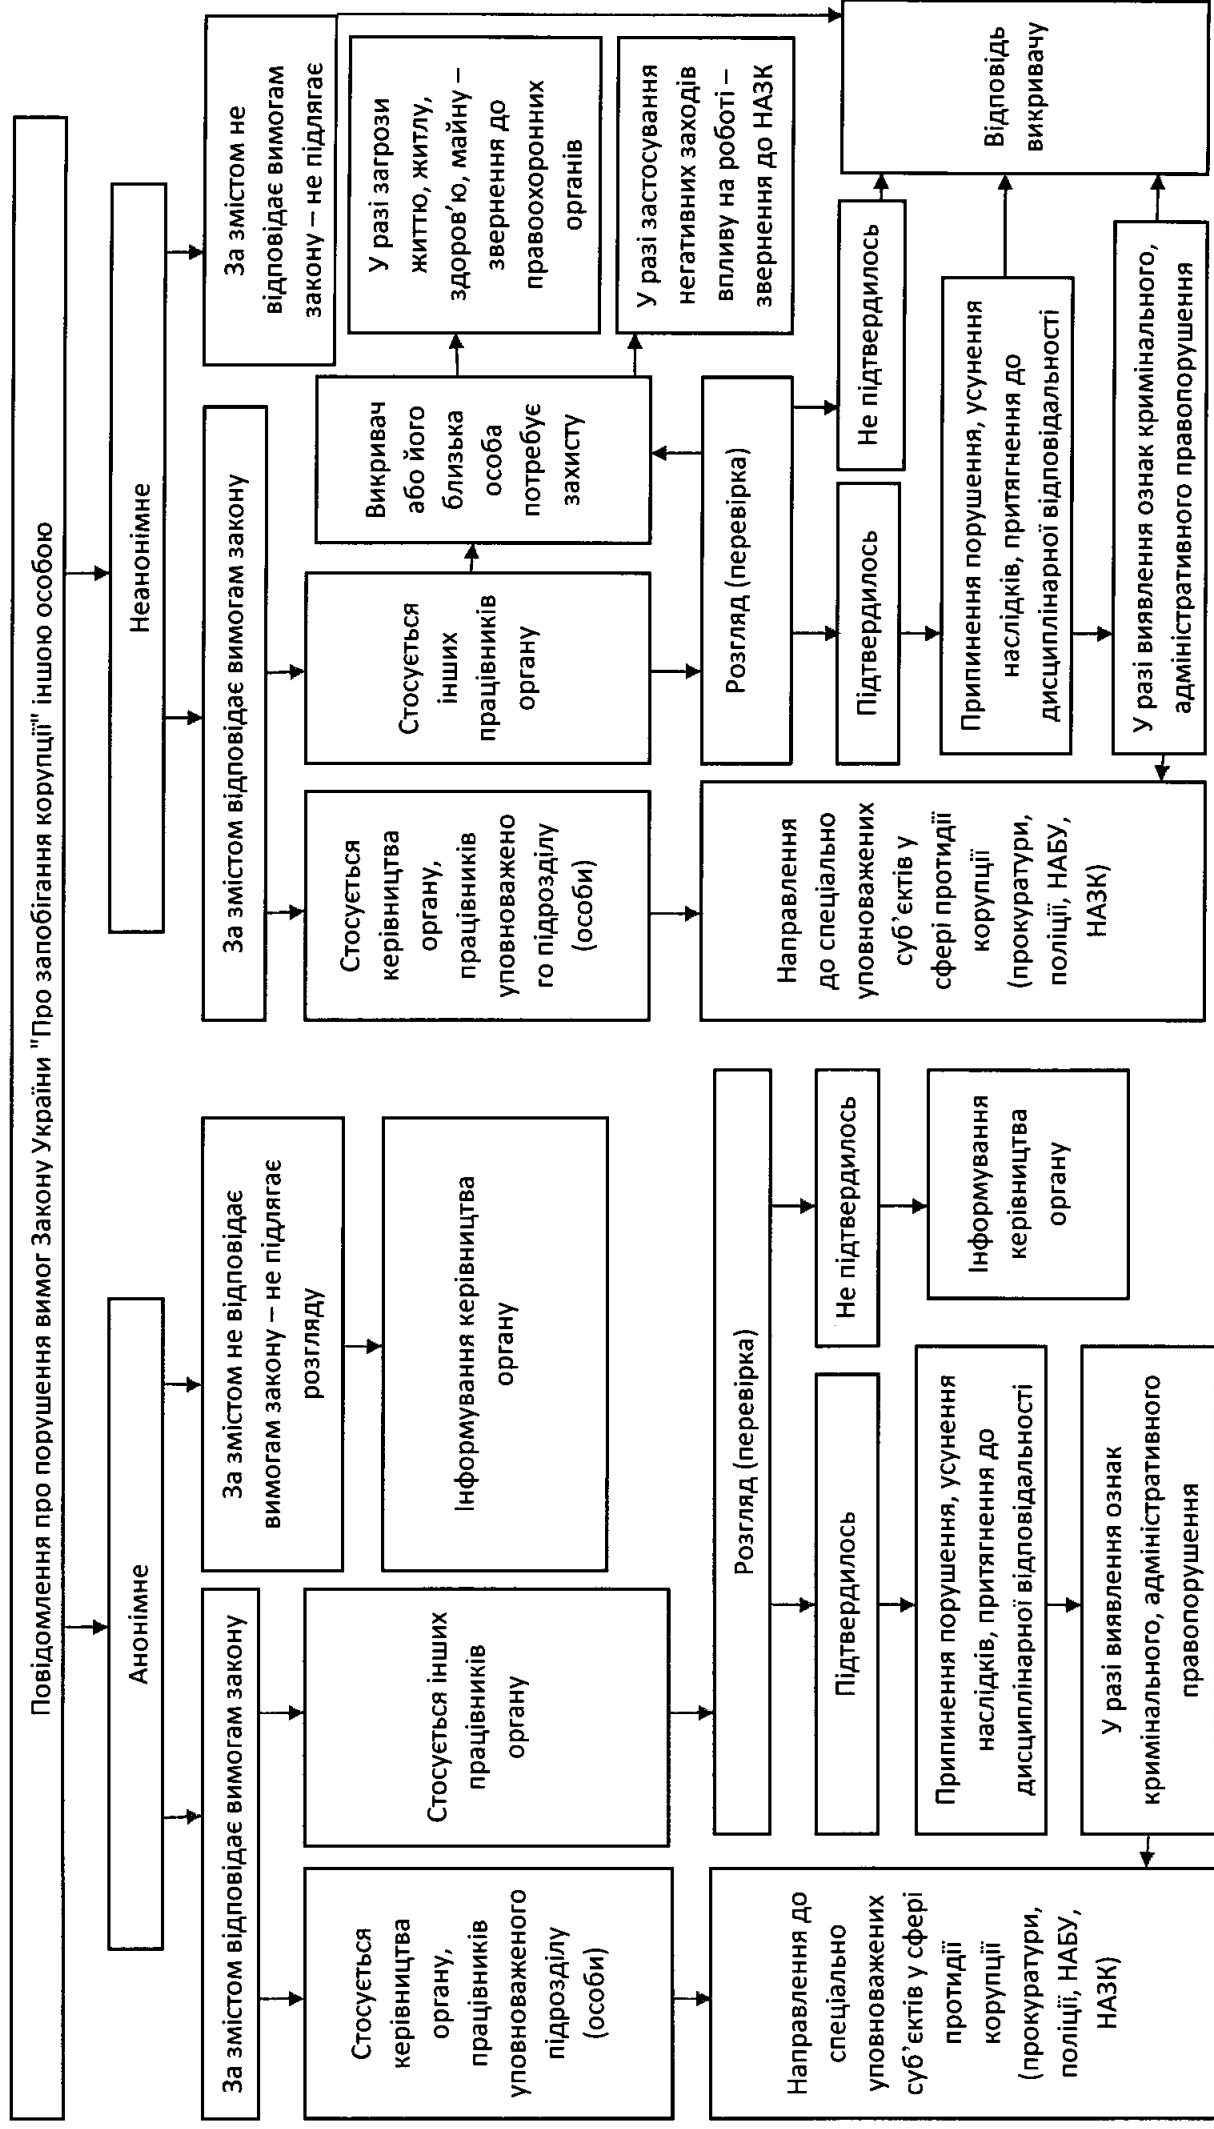 Повідомлення про порушення вимог Закону України "Про запобігання корупції" іншою особою
Анонімне
За змістом відповідає вимогам закону
Стосується
керівництва
органу,
працівників
уповноваженого
підрозділу
(особи)
Стосується інших
працівників
органу
За змістом не відповідає
вимогам закону – не підлягає
розгляду
Інформування керівництва
органу
Направлення до
спеціально
уповноважених
суб’єктів у сфері
протидії
корупції
(прокуратури,
поліції, НАБУ,
НАЗК)
Розгляд (перевірка)
Підтвердилось
Припинення порушення, усунення
наслідків, притягнення до
дисциплінарної відповідальності
У разі виявлення ознак
кримінального, адміністративного
правопорушення
Не підтвердилось
Інформування
керівництва
органу
Неанонімне
За змістом відповідає вимогам закону
Стосується
керівництва
органу,
працівників
уповноважено
го підрозділу
(особи)
Стосується
інших
працівників
органу
Викривач
або його
близька
особа
потребує
захисту
За змістом не
відповідає вимогам
закону – не підлягає
У разі загрози
життю, житлу,
здоров’ю, майну –
звернення до
правоохоронних
органів
У разі застосування
негативних заходів
впливу на роботі –
звернення до НАЗК
Направлення
до спеціально
уповноважених
суб’єктів у
сфері протидії
корупції
(прокуратури,
поліції, НАБУ,
НАЗК)
Розгляд (перевірка)
Підтвердилось
Не підтвердилось
Припинення порушення, усунення
наслідків, притягнення до
дисциплінарної відповідальності
У разі виявлення ознак кримінального,
адміністративного правопорушення
Відповідь
викривачу